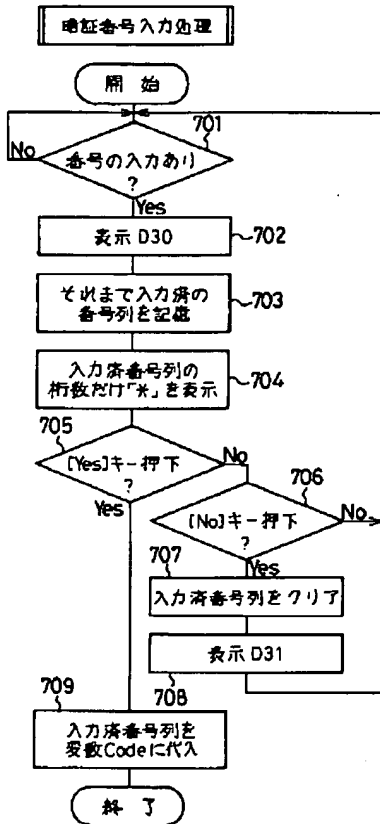 暗証番号入力処理
開始
701
番号の入力あり
?
No
Yes
表示 D30
702
それまで入力済の
番号列を記憶
703
入力済番号列の
桁数だけ「*」を表示
704
705
[Yes]キー押下
?
No
Yes
706
[No]キー押下
?
No
Yes
707
入力済番号列をクリア
表示 D31
708
709
入力済番号列を
変数Codeに代入
終了